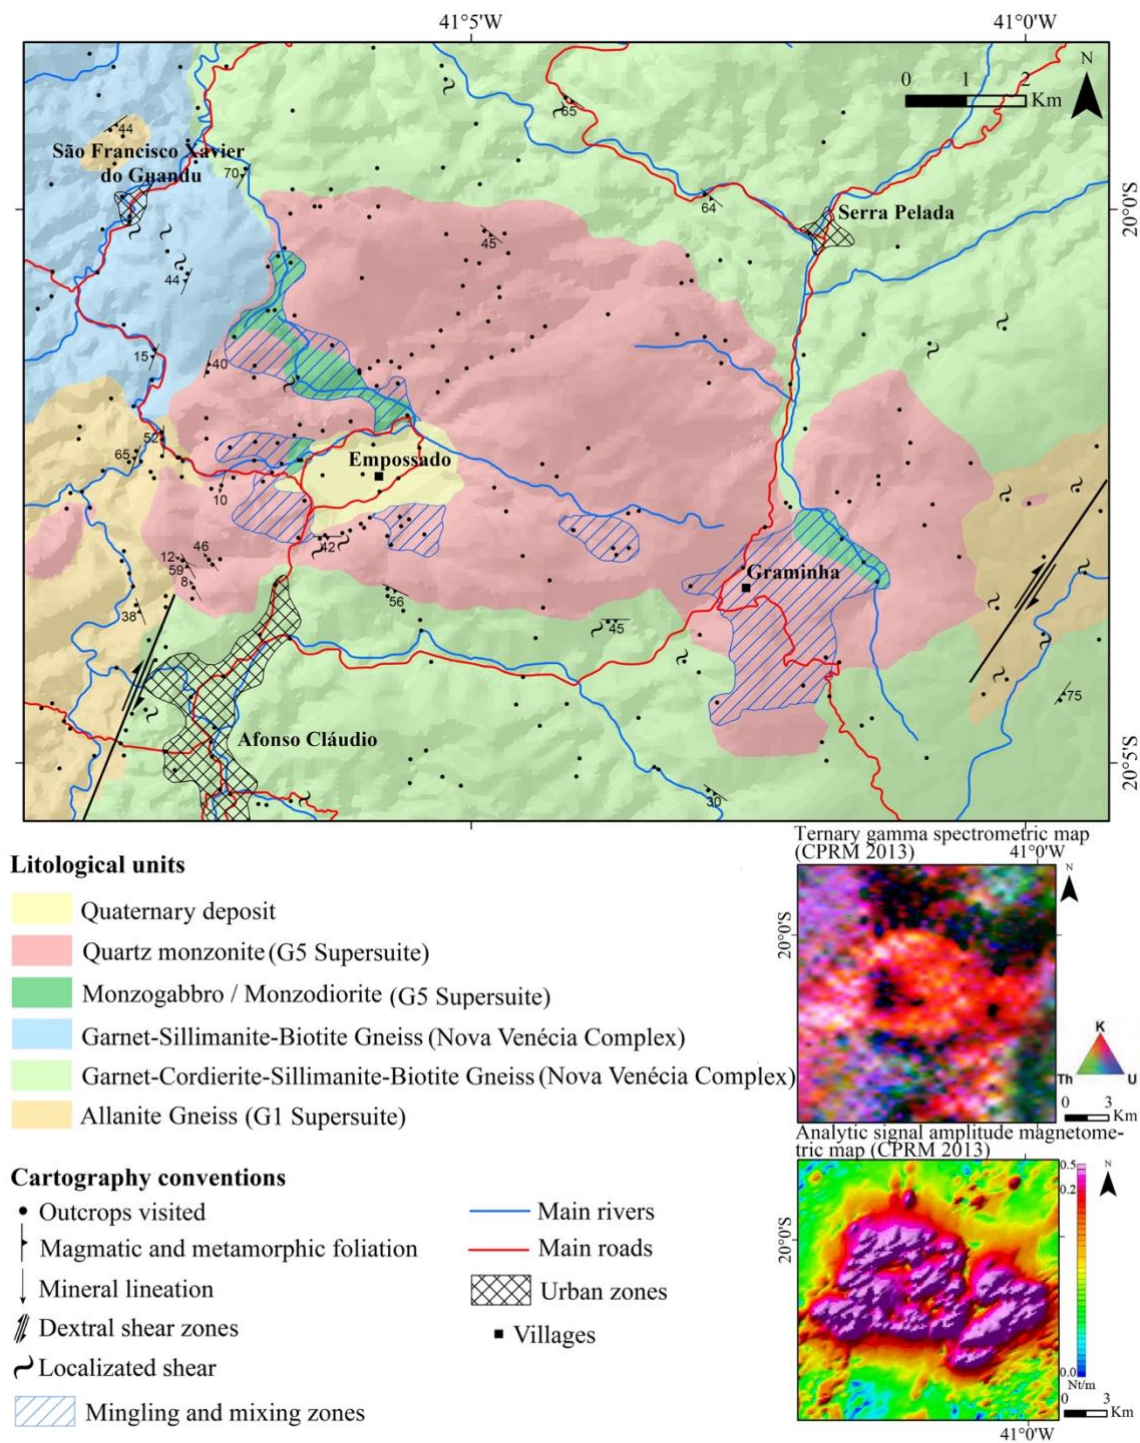 41°5'W
41°0'W
N
0 1 2
Km
44
São Francisco Xavier
do Guandu
70
65
64
Serra Pelada
20°0'S
45
44
15
40
52
65
Empossado
10
42
46
12
59
8
38
56
45
Graminha
75
Afonso Cláudio
30
20°5'S
Litological units
Quaternary deposit
Quartz monzonite (G5 Supersuite)
Monzogabbro / Monzodiorite (G5 Supersuite)
Garnet-Sillimanite-Biotite Gneiss (Nova Venécia Complex)
Garnet-Cordierite-Sillimanite-Biotite Gneiss (Nova Venécia Complex)
Allanite Gneiss (G1 Supersuite)
Cartography conventions
Outcrops visited
Magmatic and metamorphic foliation
Mineral lineation
Dextral shear zones
Localizated shear
Mingling and mixing zones
Main rivers
Main roads
Urban zones
Villages
Ternary gamma spectrometric map
(CPRM 2013)
41°0'W
N
20°0'S
K
Th U
0 3
Km
Analytic signal amplitude magnetome-
tric map (CPRM 2013)
0.5
0.2
N
20°0'S
0.0
Nt/m
0 3
Km
41°0'W